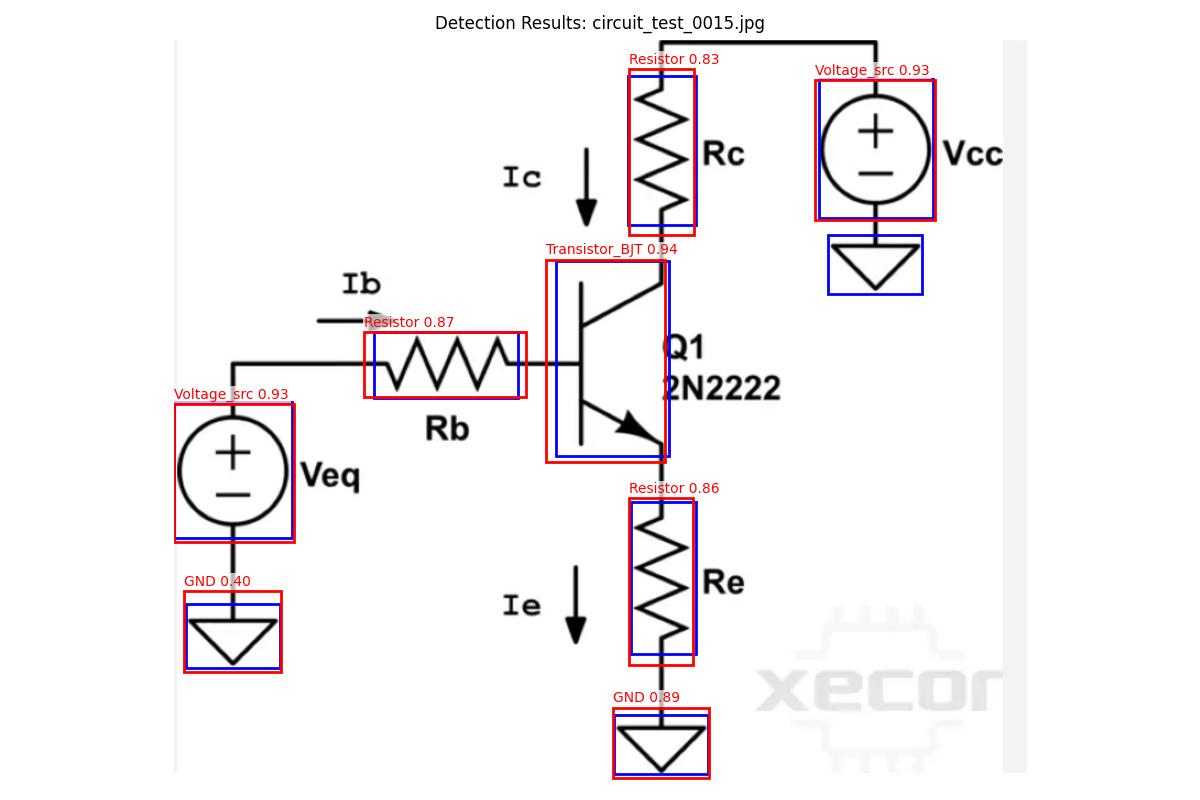 Detection Results: circuit_test_0015.jpg
Resistor 0.83
Voltage_src 0.93
Rc
Vcc
Ic
Transistor_BJT 0.94
Ib
Resistor 0.87
Q1
2N2222
Voltage_src 0.93
Rb
Veq
Resistor 0.86
GND 0.40
Re
Ie
xecor
GND 0.89